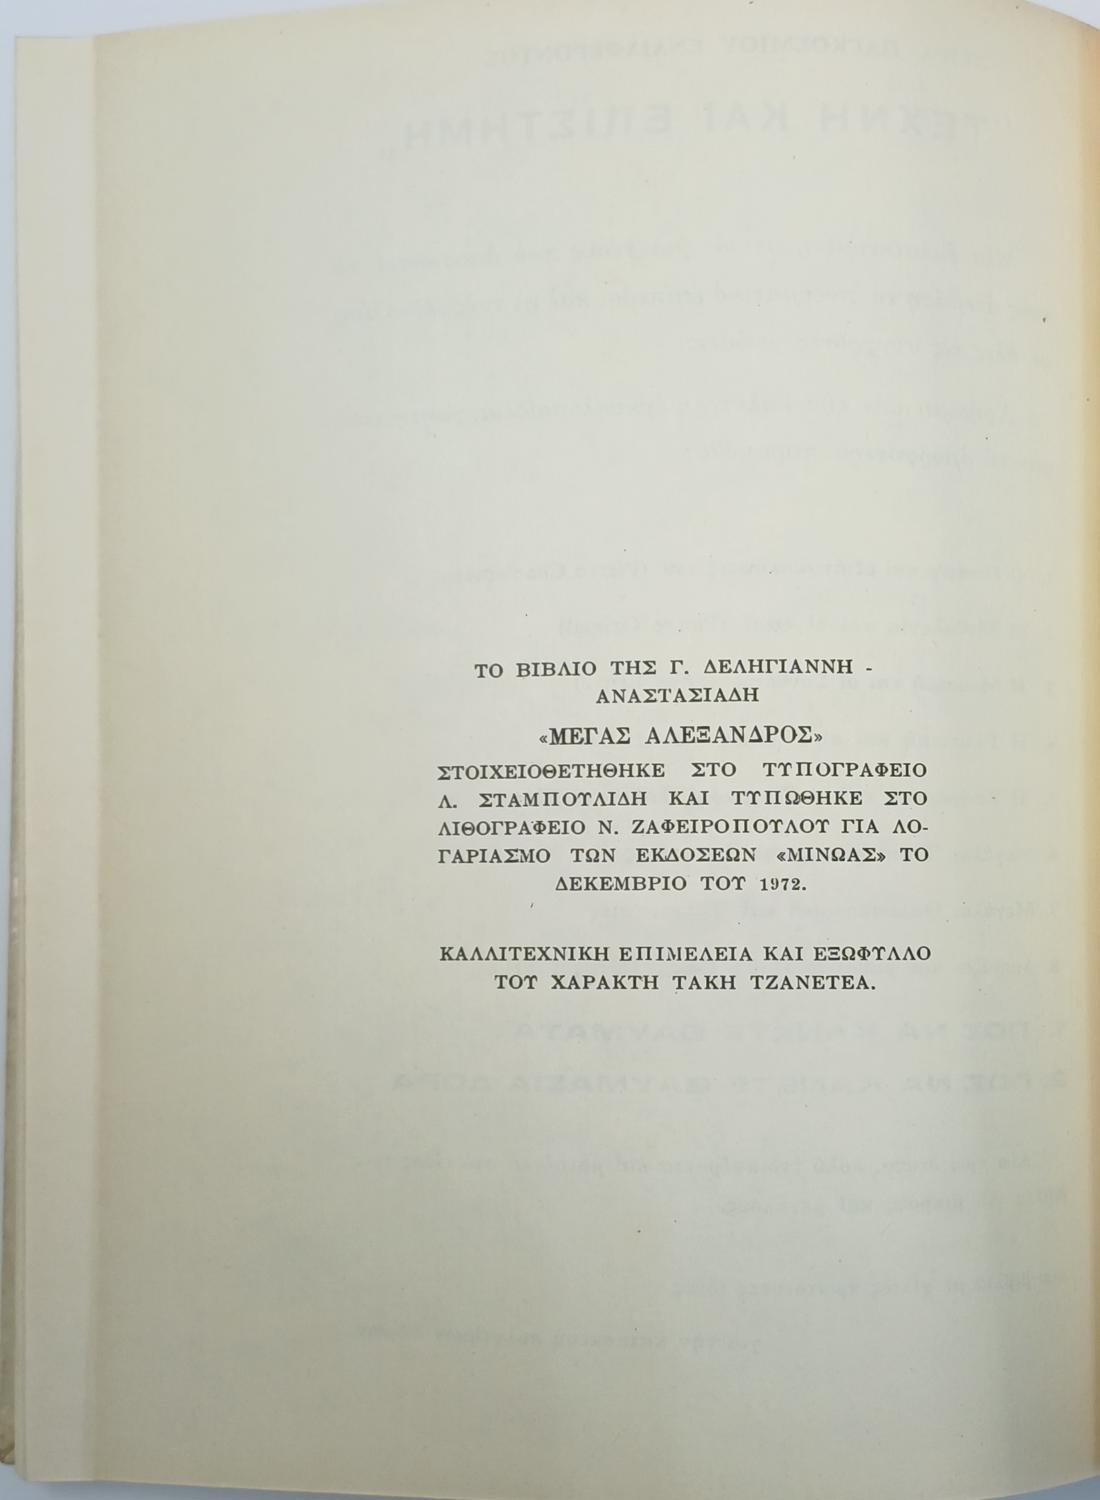 ΤΟ ΒΙΒΛΙΟ ΤΗΣ Γ. ΔΕΛΗΓΙΑΝΝΗ -
ΑΝΑΣΤΑΣΙΑΔΗ
«ΜΕΓΑΣ ΑΛΕΞΑΝΔΡΟΣ»
ΣΤΟΙΧΕΙΟΘΕΤΗΘΗΚΕ ΣΤΟ ΤΥΠΟΓΡΑΦΕΙΟ
Λ. ΣΤΑΜΠΟΥΛΙΔΗ ΚΑΙ ΤΥΠΩΘΗΚΕ ΣΤΟ
ΛΙΘΟΓΡΑΦΕΙΟ Ν. ΖΑΦΕΙΡΟΠΟΥΛΟΥ ΓΙΑ ΛΟ-
ΓΑΡΙΑΣΜΟ ΤΩΝ ΕΚΔΟΣΕΩΝ «ΜΙΝΩΑΣ» ΤΟ
ΔΕΚΕΜΒΡΙΟ ΤΟΥ 1972.
ΚΑΛΛΙΤΕΧΝΙΚΗ ΕΠΙΜΕΛΕΙΑ ΚΑΙ ΕΞΩΦΥΛΛΟ
ΤΟΥ ΧΑΡΑΚΤΗ ΤΑΚΗ ΤΖΑΝΕΤΕΑ.